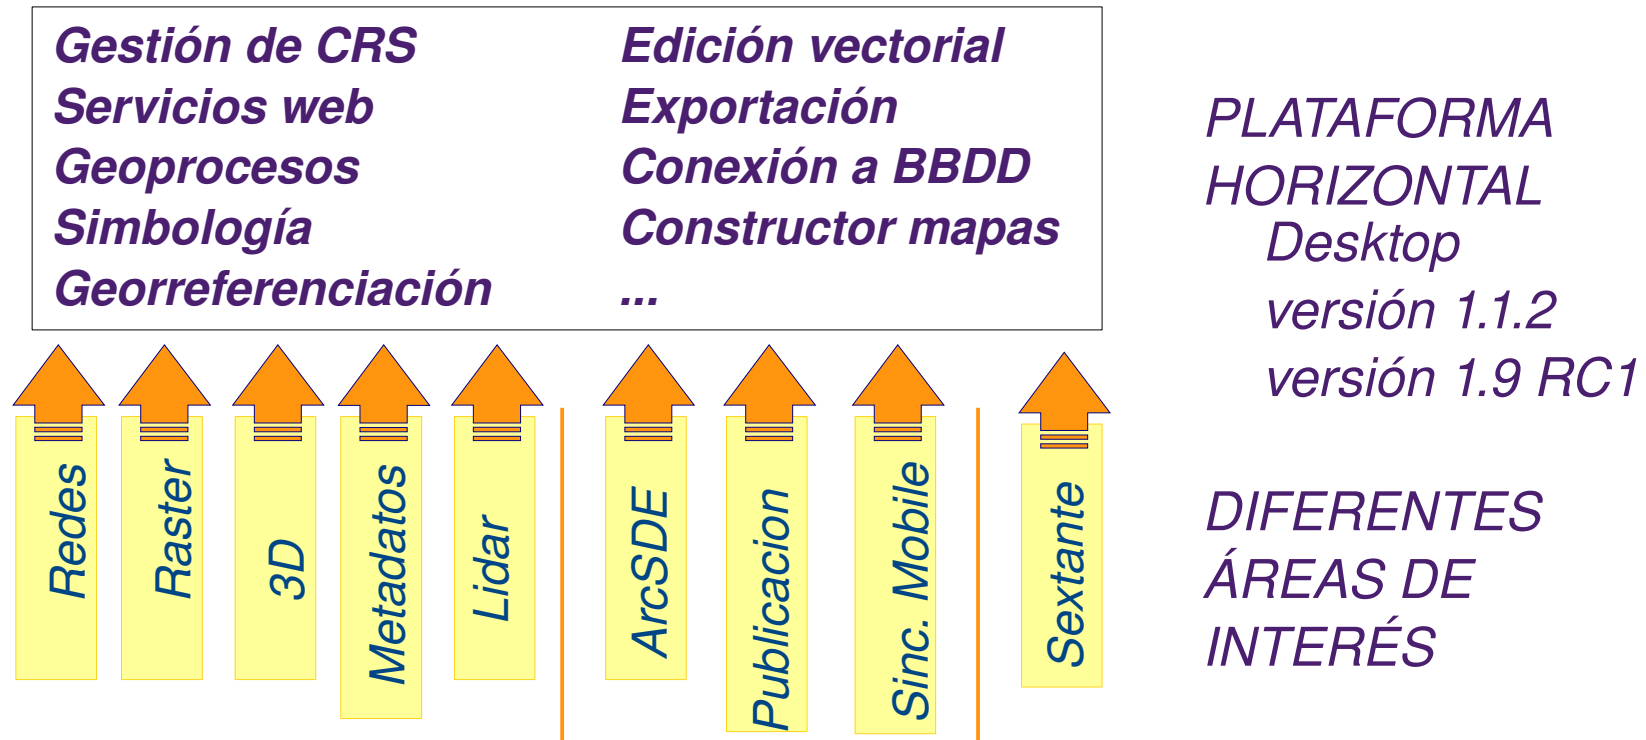 Gestión de CRS
Servicios web
Geoprocesos
Simbología
Georreferenciación
Edición vectorial
Exportación
Conexión a BBDD
Constructor mapas
...
PLATAFORMA
HORIZONTAL
Desktop
versión 1.1.2
versión 1.9 RC1
Redes
Raster
3D
Metadatos
Lidar
ArcSDE
Publicacion
Sinc. Mobile
Sextante
DIFERENTES
ÁREAS DE
INTERÉS